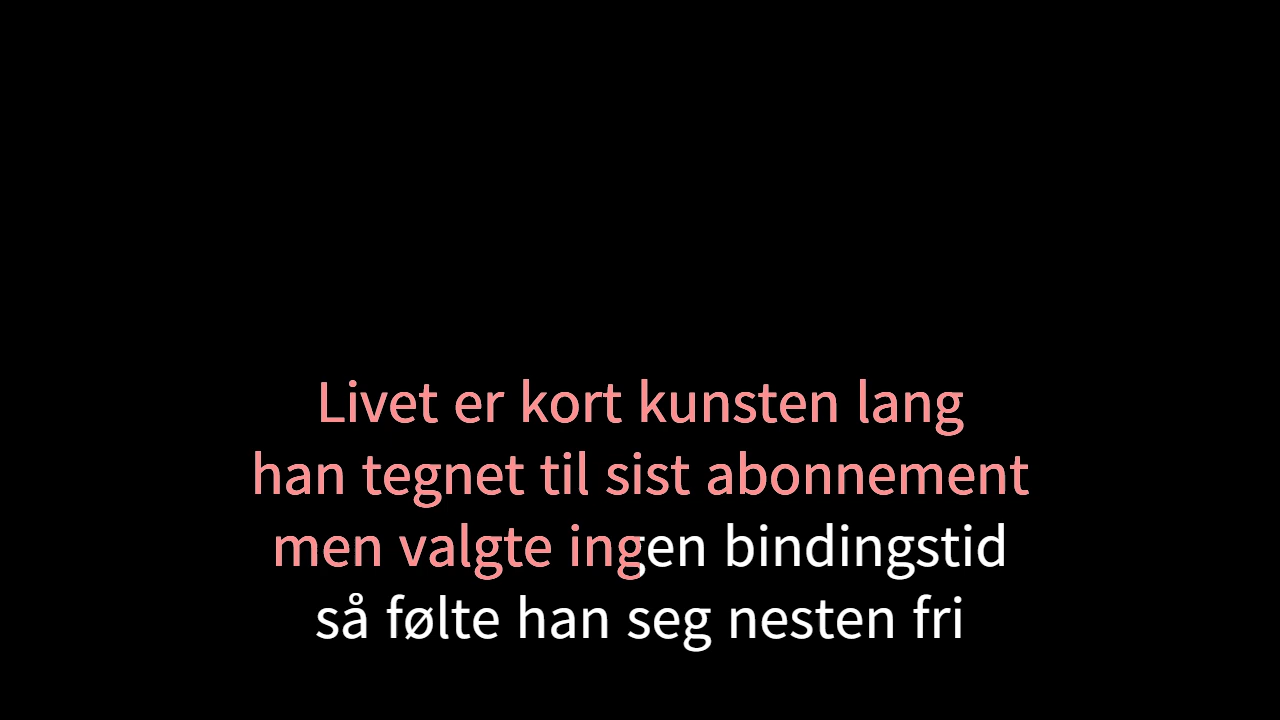 Livet er kort kunsten lang
han tegnet til sist abonnement
men valgte ingen bindingstid
så følte han seg nesten fri